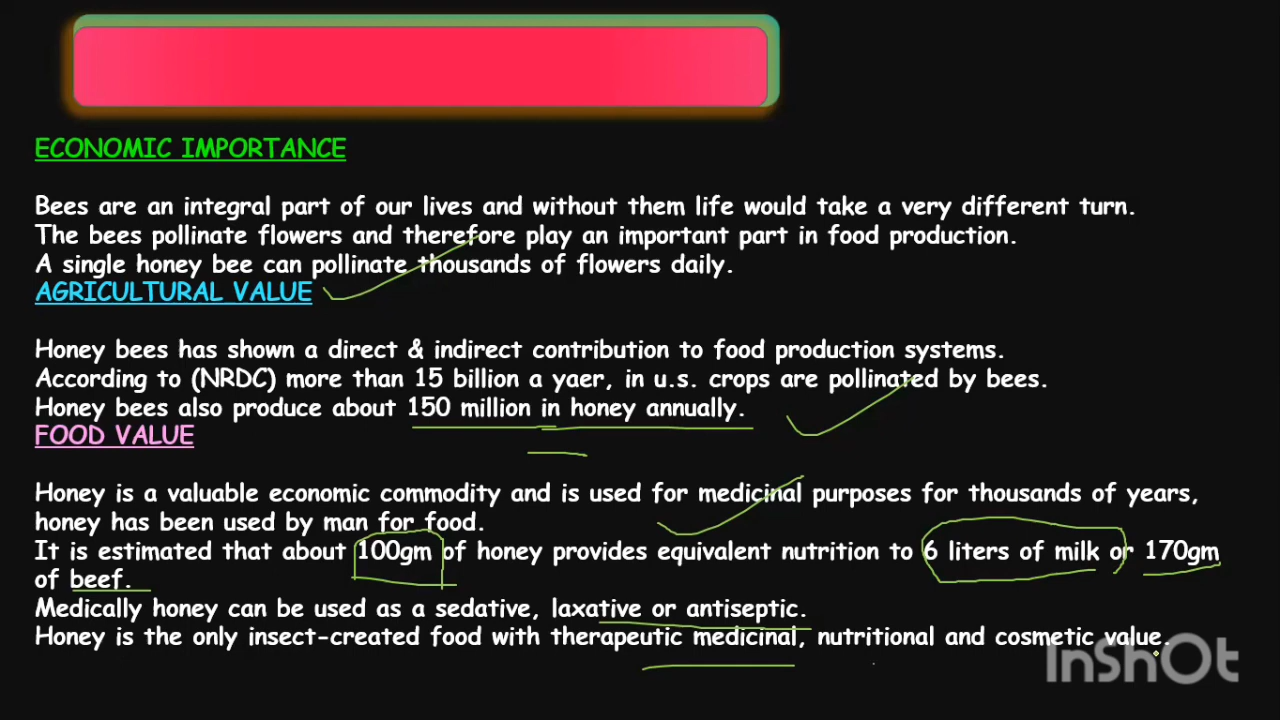 ECONOMIC IMPORTANCE
Bees are an integral part of our lives and without them life would take a very different turn.
The bees pollinate flowers and therefore play an important part in food production.
A single honey bee can pollinate thousands of flowers daily.
AGRICULTURAL VALUE
Honey bees has shown a direct & indirect contribution to food production systems.
According to (NRDC) more than 15 billion a yaer, in u.s. crops are pollinated by bees.
Honey bees also produce about 150 million in honey annually.
FOOD VALUE
Honey is a valuable economic commodity and is used for medicinal purposes for thousands of years,
honey has been used by man for food.
It is estimated that about 100gm of honey provides equivalent nutrition to 6 liters of milk or 170gm
of beef.
Medically honey can be used as a sedative, laxative or antiseptic.
Honey is the only insect-created food with therapeutic medicinal, nutritional and cosmetic value.
InShOt